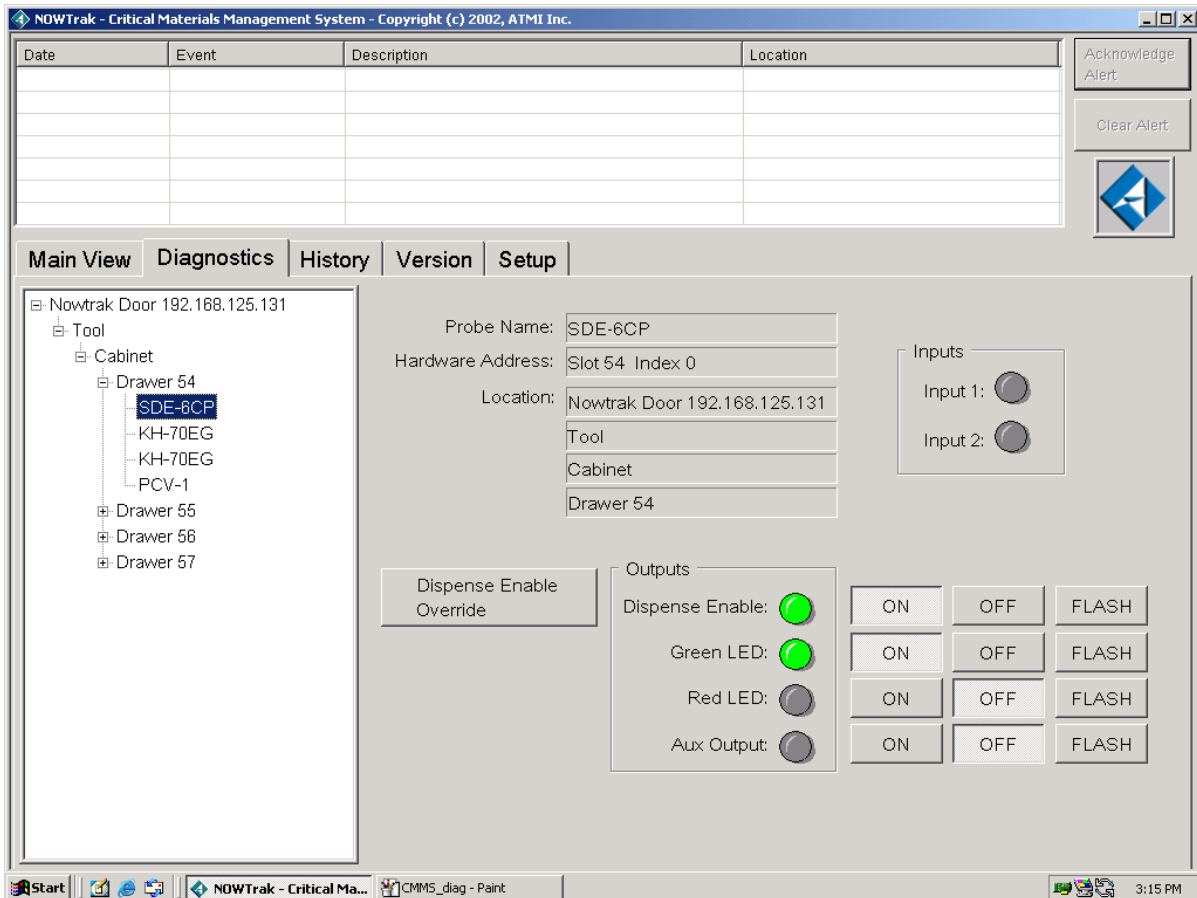 NOWTrak - Critical Materials Management System - Copyright (c) 2002, ATMI Inc.
Date Event Description Location
Acknowledge
Alert
Clear Alert
Main View Diagnostics History Version Setup
Nowtrak Door 192.168.125.131
Tool
Cabinet
Drawer 54
SDE-6CP
KH-70EG
KH-70EG
PCV-1
Drawer 55
Drawer 56
Drawer 57
Probe Name: SDE-6CP
Hardware Address: Slot 54 Index 0
Location: Nowtrak Door 192.168.125.131
Tool
Cabinet
Drawer 54
Inputs
Input 1:
Input 2:
Dispense Enable
Override
Outputs
Dispense Enable: ON OFF FLASH
Green LED: ON OFF FLASH
Red LED: ON OFF FLASH
Aux Output: ON OFF FLASH
Start NOWTrak - Critical Ma... CMMS_diag - Paint 3:15 PM